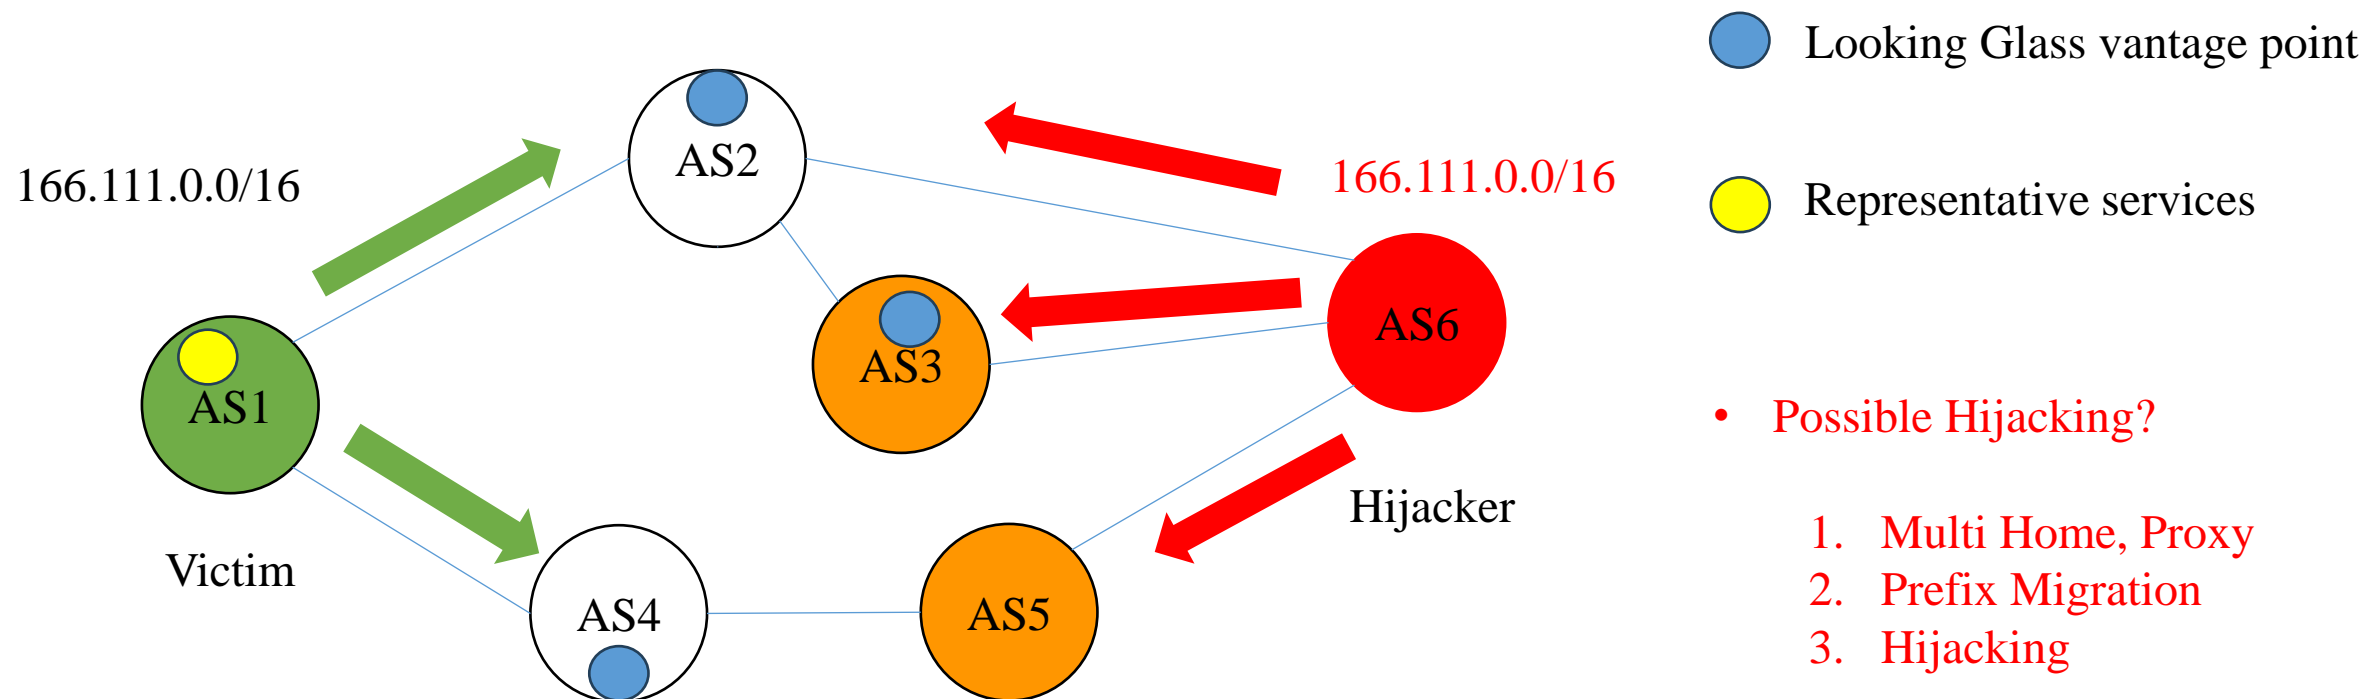 Looking Glass vantage point
AS2
166.111.0.0/16
166.111.0.0/16
Representative services
AS6
AS3
AS1
• Possible Hijacking?
Hijacker
Victim
1. Multi Home, Proxy
2. Prefix Migration
3. Hijacking
AS4
AS5